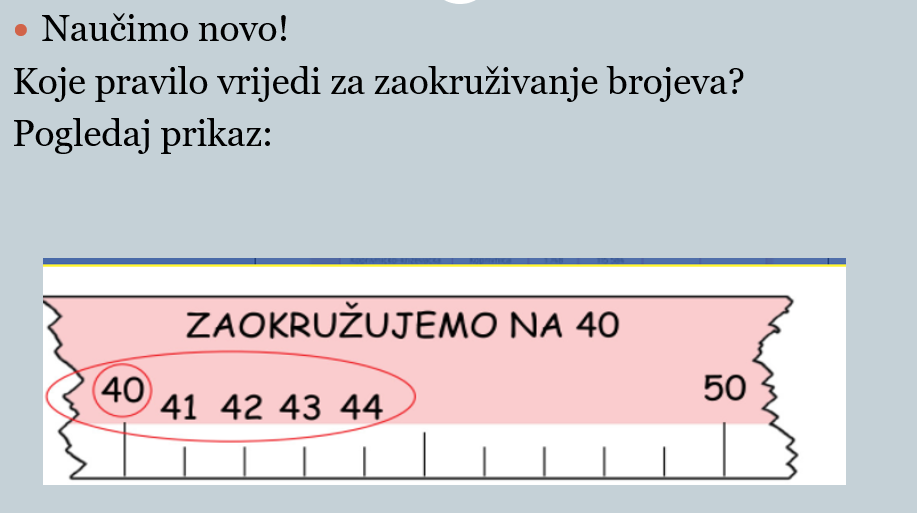 Naučimo novo!
Koje pravilo vrijedi za zaokruživanje brojeva?
Pogledaj prikaz:
ZAOKRUŽUJEMO NA 40
40 41 42 43 44 50